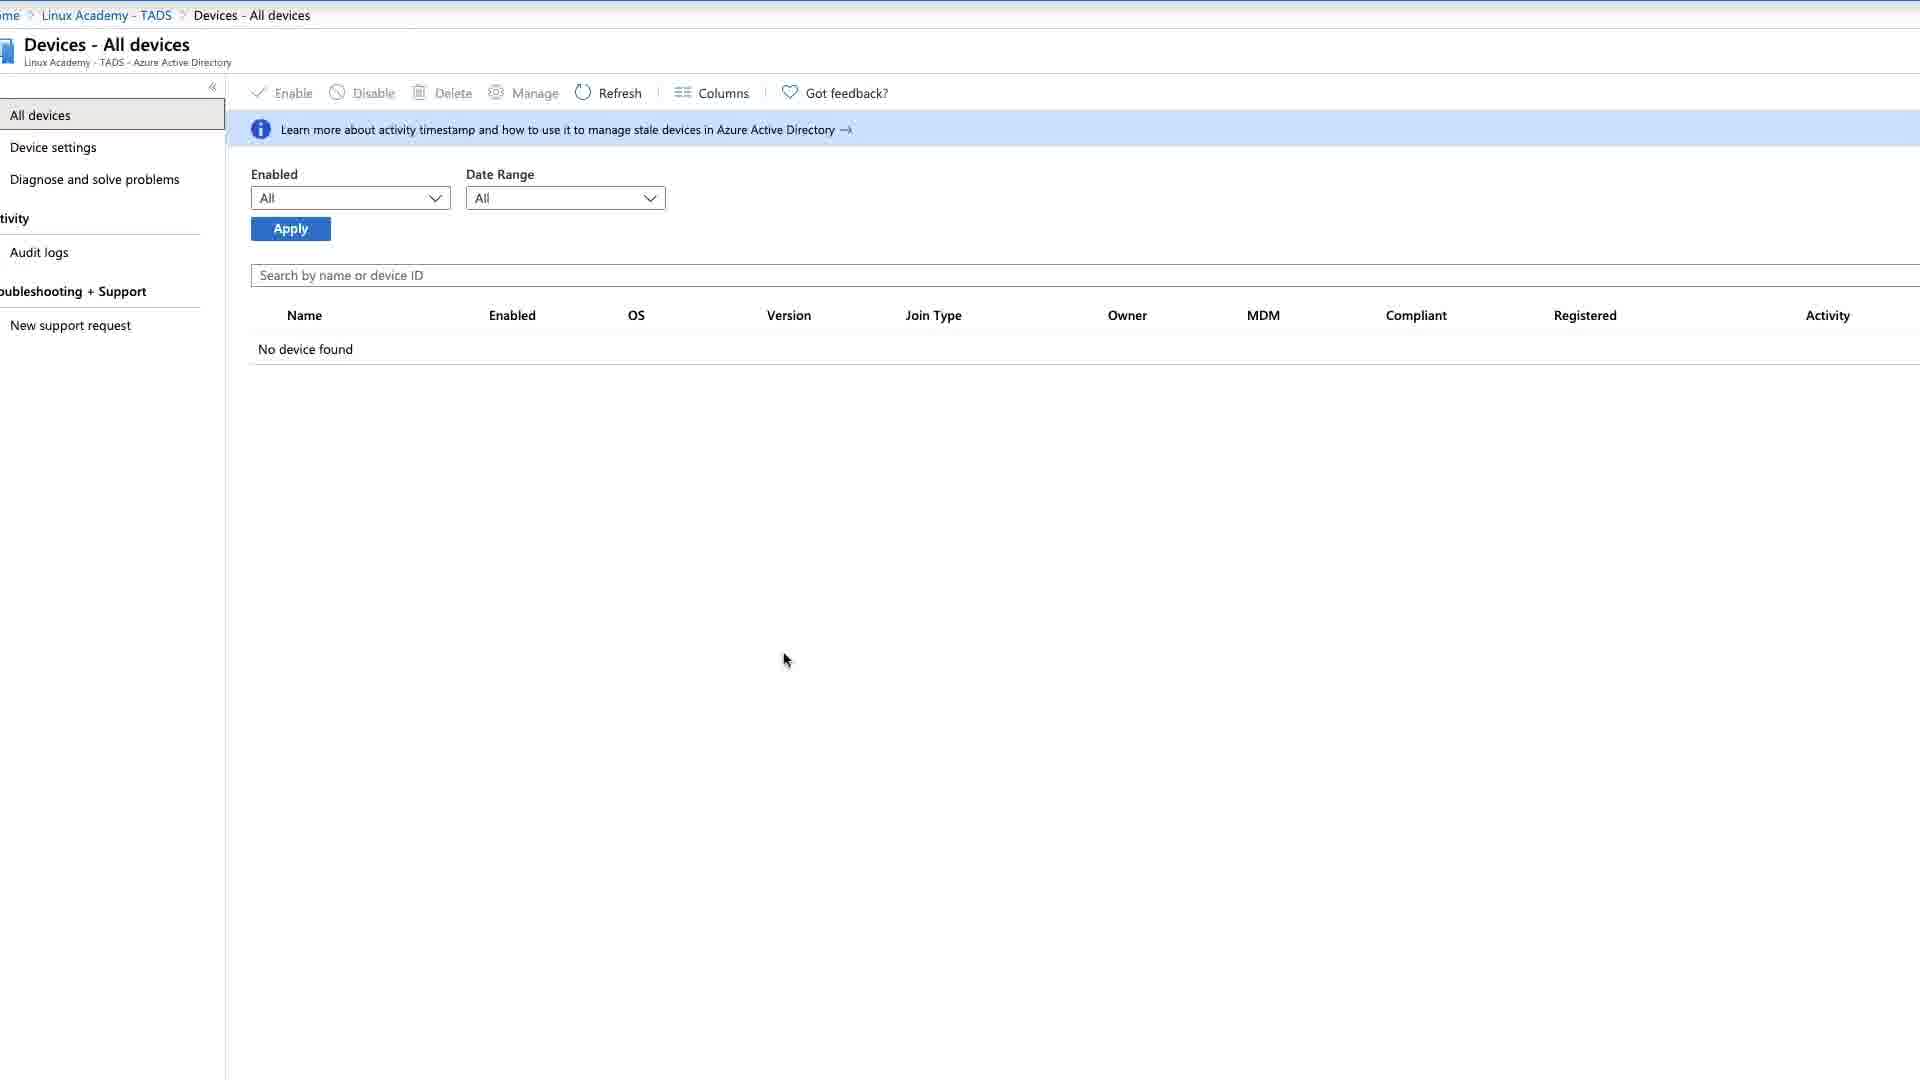 ome > Linux Academy - TADS > Devices - All devices
Devices - All devices
Linux Academy - TADS - Azure Active Directory
«
All devices
Device settings
Diagnose and solve problems
tivity
Audit logs
oubleshooting + Support
New support request
Enable Disable Delete Manage Refresh Columns Got feedback?
Learn more about activity timestamp and how to use it to manage stale devices in Azure Active Directory →
Enabled Date Range
All All
Apply
Search by name or device ID
Name Enabled OS Version Join Type Owner MDM Compliant Registered Activity
No device found